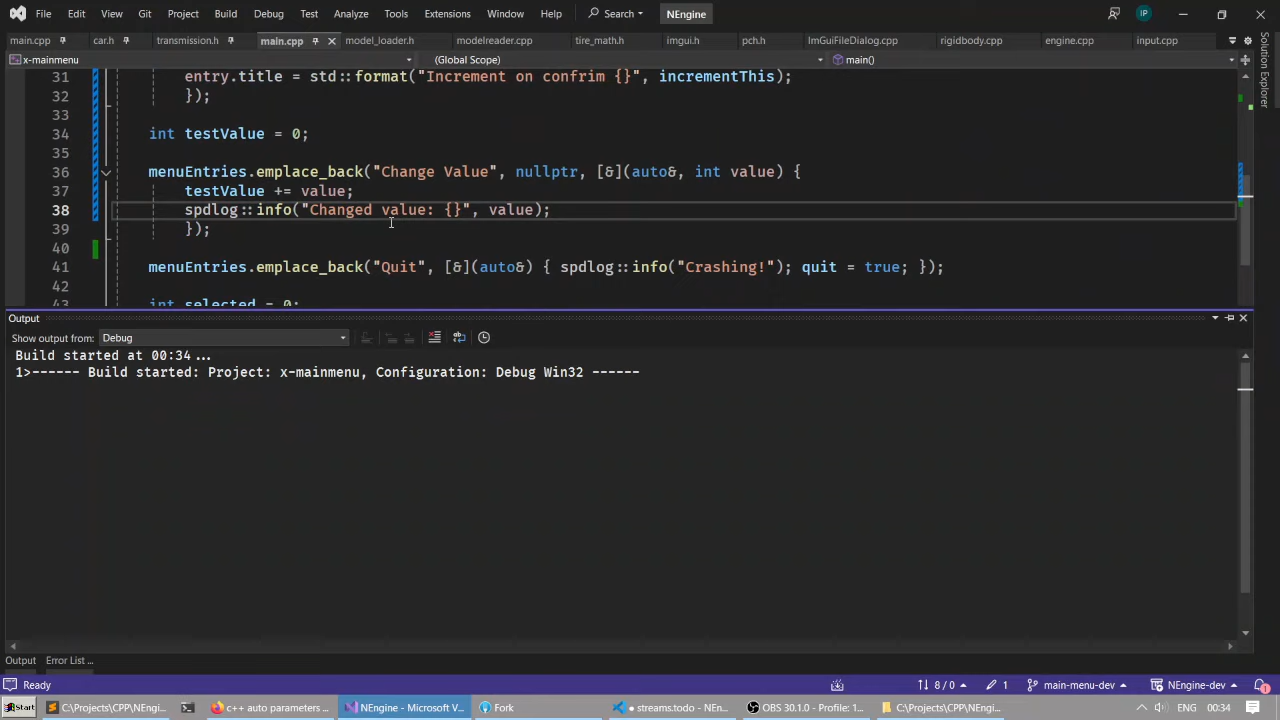 File Edit View Git Project Build Debug Test Analyze Tools Extensions Window Help Search NEngine IP
main.cpp car.h transmission.h main.cpp model_loader.h modelreader.cpp tire_math.h imgui.h pch.h ImGuiFileDialog.cpp rigidbody.cpp engine.cpp input.cpp
x-mainmenu (Global Scope) main()
31 entry.title = std::format("Increment on confrim {}", incrementThis);
32 });
33
34 int testValue = 0;
35
36 menuEntries.emplace_back("Change Value", nullptr, [&](auto&, int value) {
37 testValue += value;
38 spdlog::info("Changed value: {}", value);
39 });
40
41 menuEntries.emplace_back("Quit", [&](auto&) { spdlog::info("Crashing!"); quit = true; });
42
43 int selected = 0;
Solution Explorer
Output
Show output from: Debug
Build started at 00:34...
1>------ Build started: Project: x-mainmenu, Configuration: Debug Win32 ------
Output Error List ...
Ready 8 / 0 1 main-menu-dev NEngine-dev 1
Start C:\Projects\CPP\NEngi... c++ auto parameters ... NEngine - Microsoft V... Fork streams.todo - NEn... OBS 30.1.0 - Profile: 1... C:\Projects\CPP\NEngi... ENG 00:34